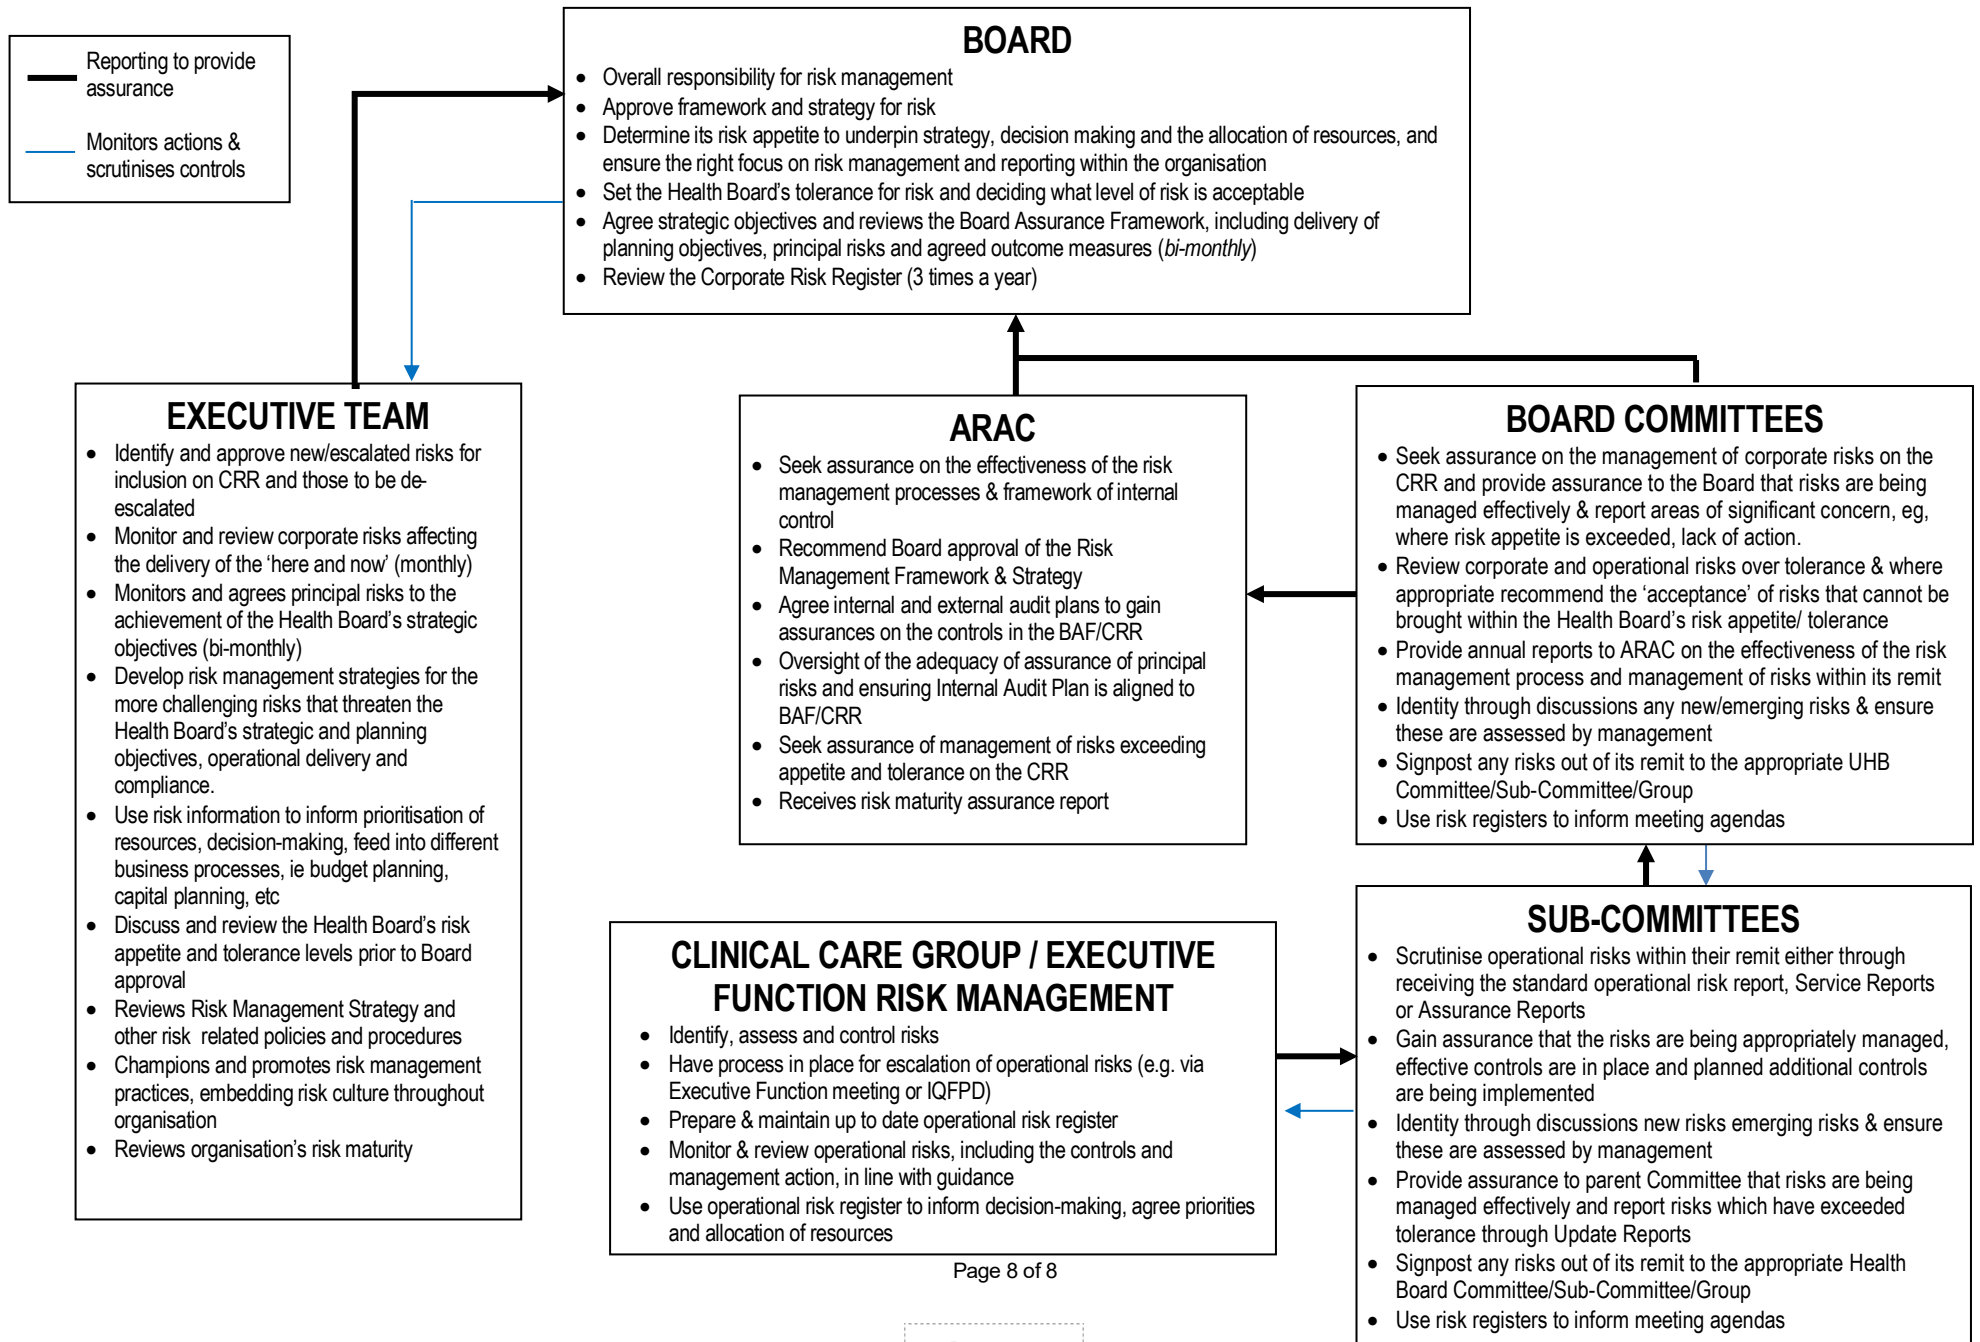 Reporting to provide
assurance
Monitors actions &
scrutinises controls
BOARD
• Overall responsibility for risk management
• Approve framework and strategy for risk
• Determine its risk appetite to underpin strategy, decision making and the allocation of resources, and
ensure the right focus on risk management and reporting within the organisation
• Set the Health Board's tolerance for risk and deciding what level of risk is acceptable
• Agree strategic objectives and reviews the Board Assurance Framework, including delivery of
planning objectives, principal risks and agreed outcome measures (bi-monthly)
• Review the Corporate Risk Register (3 times a year)
EXECUTIVE TEAM
• Identify and approve new/escalated risks for
inclusion on CRR and those to be de-
escalated
• Monitor and review corporate risks affecting
the delivery of the 'here and now' (monthly)
• Monitors and agrees principal risks to the
achievement of the Health Board's strategic
objectives (bi-monthly)
• Develop risk management strategies for the
more challenging risks that threaten the
Health Board's strategic and planning
objectives, operational delivery and
compliance.
• Use risk information to inform prioritisation of
resources, decision-making, feed into different
business processes, ie budget planning,
capital planning, etc
• Discuss and review the Health Board's risk
appetite and tolerance levels prior to Board
approval
• Reviews Risk Management Strategy and
other risk related policies and procedures
• Champions and promotes risk management
practices, embedding risk culture throughout
organisation
• Reviews organisation's risk maturity
ARAC
• Seek assurance on the effectiveness of the risk
management processes & framework of internal
control
• Recommend Board approval of the Risk
Management Framework & Strategy
• Agree internal and external audit plans to gain
assurances on the controls in the BAF/CRR
• Oversight of the adequacy of assurance of principal
risks and ensuring Internal Audit Plan is aligned to
BAF/CRR
• Seek assurance of management of risks exceeding
appetite and tolerance on the CRR
• Receives risk maturity assurance report
BOARD COMMITTEES
• Seek assurance on the management of corporate risks on the
CRR and provide assurance to the Board that risks are being
managed effectively & report areas of significant concern, eg,
where risk appetite is exceeded, lack of action.
• Review corporate and operational risks over tolerance & where
appropriate recommend the 'acceptance' of risks that cannot be
brought within the Health Board's risk appetite/ tolerance
• Provide annual reports to ARAC on the effectiveness of the risk
management process and management of risks within its remit
• Identity through discussions any new/emerging risks & ensure
these are assessed by management
• Signpost any risks out of its remit to the appropriate UHB
Committee/Sub-Committee/Group
• Use risk registers to inform meeting agendas
CLINICAL CARE GROUP / EXECUTIVE
FUNCTION RISK MANAGEMENT
• Identify, assess and control risks
• Have process in place for escalation of operational risks (e.g. via
Executive Function meeting or IQFPD)
• Prepare & maintain up to date operational risk register
• Monitor & review operational risks, including the controls and
management action, in line with guidance
• Use operational risk register to inform decision-making, agree priorities
and allocation of resources
SUB-COMMITTEES
• Scrutinise operational risks within their remit either through
receiving the standard operational risk report, Service Reports
or Assurance Reports
• Gain assurance that the risks are being appropriately managed,
effective controls are in place and planned additional controls
are being implemented
• Identity through discussions new risks emerging risks & ensure
these are assessed by management
• Provide assurance to parent Committee that risks are being
managed effectively and report risks which have exceeded
tolerance through Update Reports
• Signpost any risks out of its remit to the appropriate Health
Board Committee/Sub-Committee/Group
• Use risk registers to inform meeting agendas
Page 8 of 8